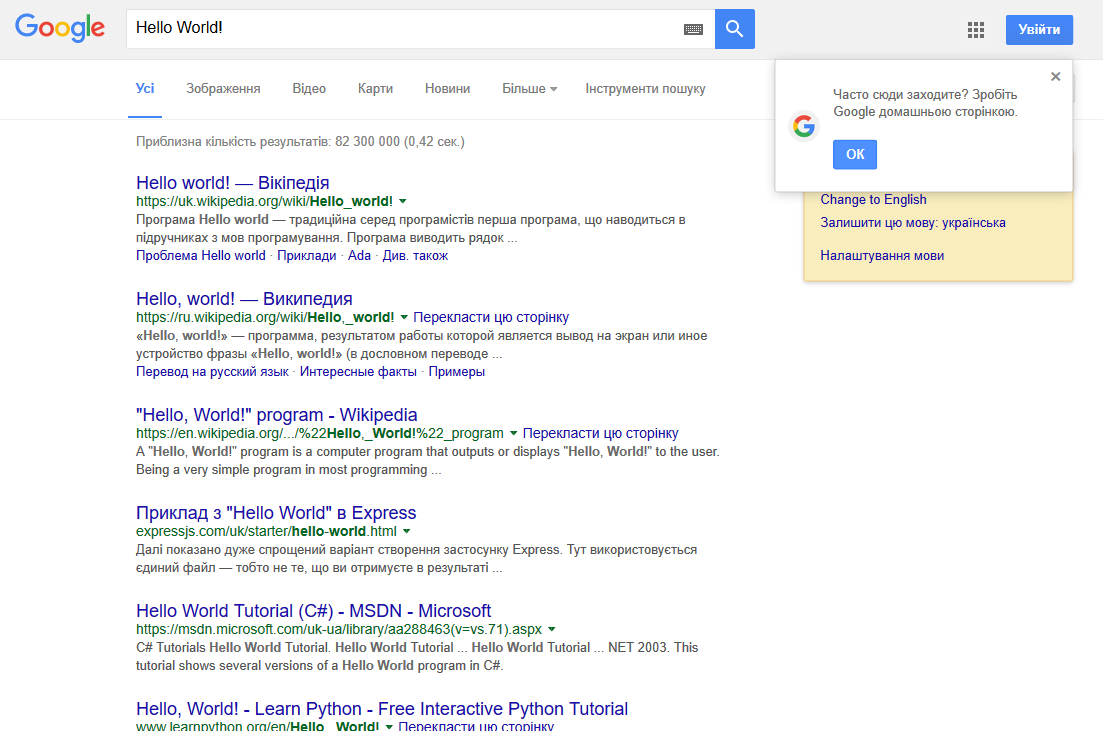 Google
Hello World!
Увійти
Усі Зображення Відео Карти Новини Більше Інструменти пошуку
Часто сюди заходите? Зробіть
Google домашньою сторінкою.
ОК
Приблизна кількість результатів: 82 300 000 (0,42 сек.)
Change to English
Залишити цю мову: українська
Налаштування мови
Hello world! — Вікіпедія
https://uk.wikipedia.org/wiki/Hello_world!
Програма Hello world — традиційна серед програмістів перша програма, що наводиться в
підручниках з мов програмування. Програма виводить рядок ...
Проблема Hello world · Приклади · Ada · Див. також
Hello, world! — Википедия
https://ru.wikipedia.org/wiki/Hello,_world! Перекласти цю сторінку
«Hello, world!» — программа, результатом работы которой является вывод на экран или иное
устройство фразы «Hello, world!» (в дословном переводе ...
Перевод на русский язык · Интересные факты · Примеры
"Hello, World!" program - Wikipedia
https://en.wikipedia.org/.../%22Hello,_World!%22_program Перекласти цю сторінку
A "Hello, World!" program is a computer program that outputs or displays "Hello, World!" to the user.
Being a very simple program in most programming ...
Приклад з "Hello World" в Express
expressjs.com/uk/starter/hello-world.html
Далі показано дуже спрощений варіант створення застосунку Express. Тут використовується
єдиний файл — тобто не те, що ви отримуєте в результаті ...
Hello World Tutorial (C#) - MSDN - Microsoft
https://msdn.microsoft.com/uk-ua/library/aa288463(v=vs.71).aspx
C# Tutorials Hello World Tutorial. Hello World Tutorial ... Hello World Tutorial ... NET 2003. This
tutorial shows several versions of a Hello World program in C#.
Hello, World! - Learn Python - Free Interactive Python Tutorial
www.learnpython.org/en/Hello,_World! Перекласти цю сторінку